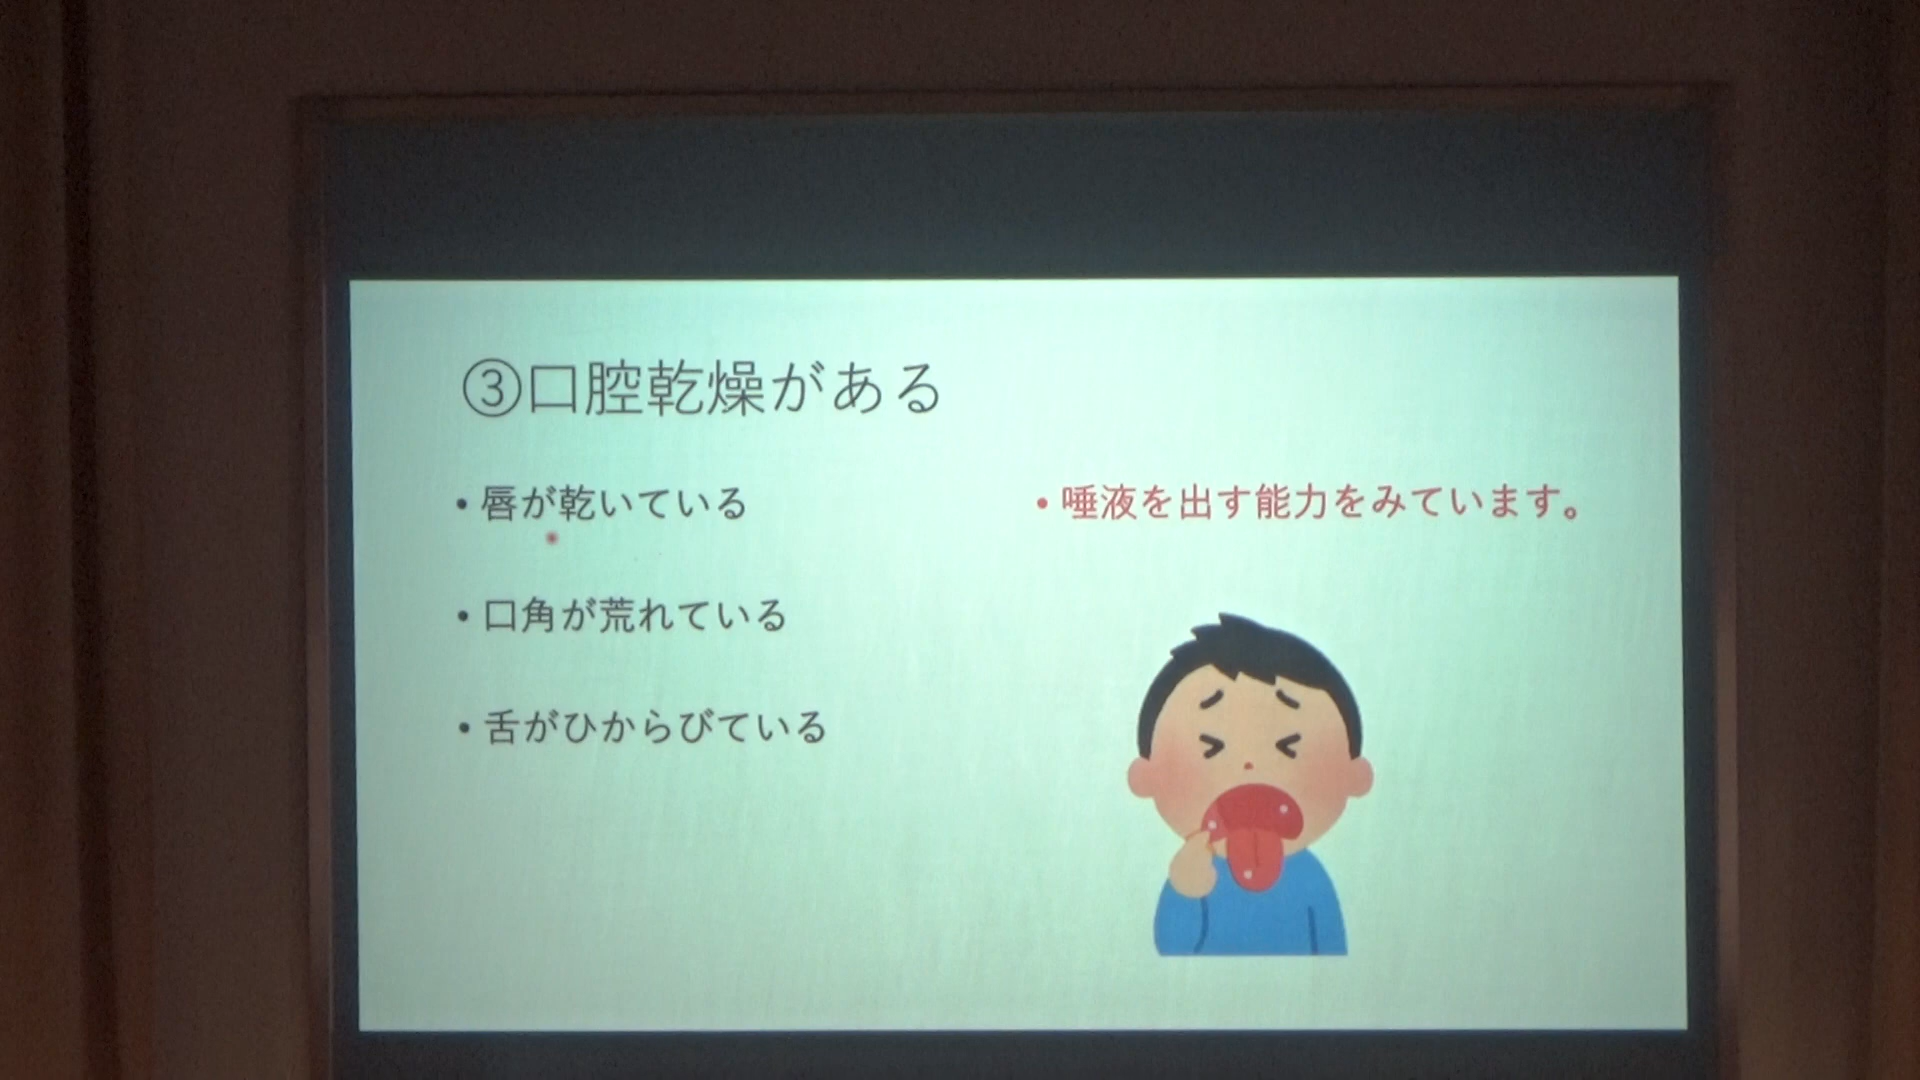 ③口腔乾燥がある
• 唇が乾いている
• 口角が荒れている
• 舌がひからびている
• 唾液を出す能力をみています。